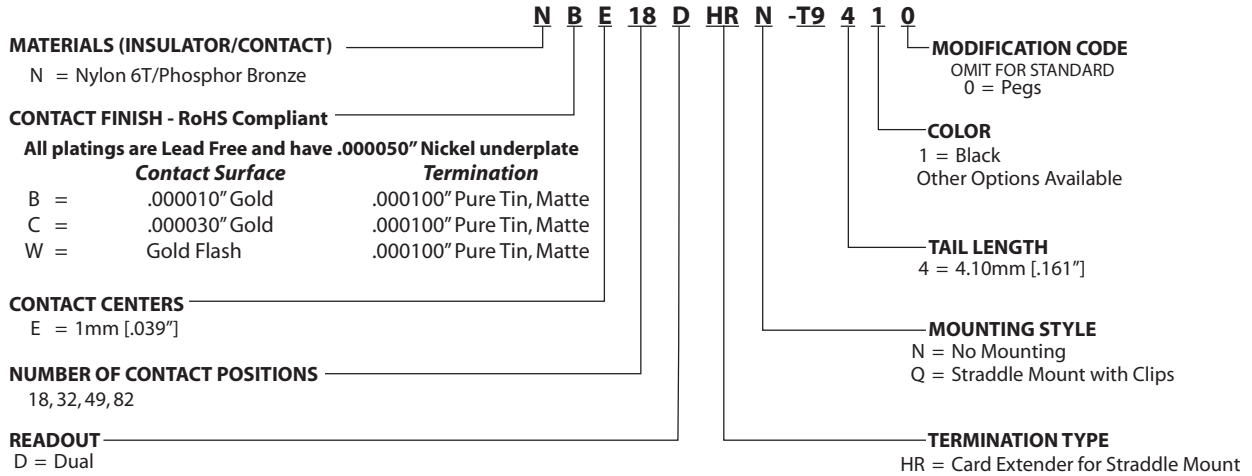 N B E 18 D HR N -T9 4 1 0
MATERIALS (INSULATOR/CONTACT)
N = Nylon 6T/Phosphor Bronze
CONTACT FINISH - RoHS Compliant
All platings are Lead Free and have .000050” Nickel underplate
Contact Surface Termination
B = .000010” Gold .000100” Pure Tin, Matte
C = .000030” Gold .000100” Pure Tin, Matte
W = Gold Flash .000100” Pure Tin, Matte
CONTACT CENTERS
E = 1mm [.039”]
NUMBER OF CONTACT POSITIONS
18, 32, 49, 82
READOUT
D = Dual
MODIFICATION CODE
OMIT FOR STANDARD
0 = Pegs
COLOR
1 = Black
Other Options Available
TAIL LENGTH
4 = 4.10mm [.161”]
MOUNTING STYLE
N = No Mounting
Q = Straddle Mount with Clips
TERMINATION TYPE
HR = Card Extender for Straddle Mount